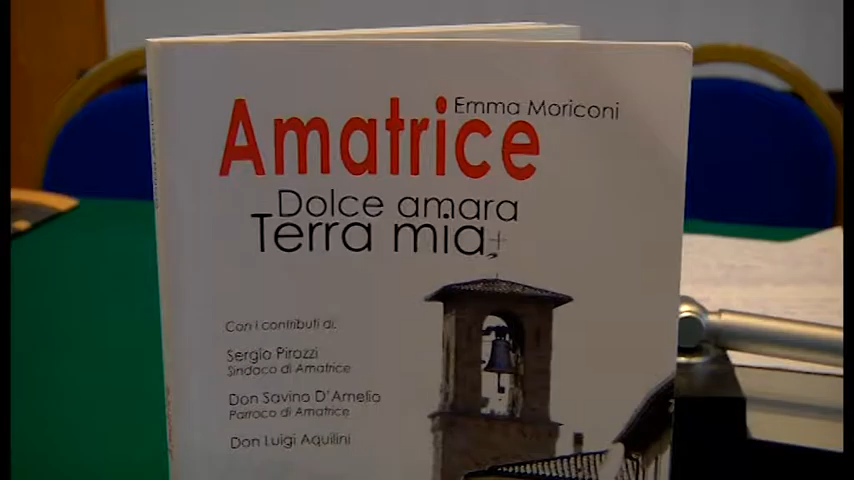 Emma Moriconi
Amatrice
Dolce amara
Terra mia
Con i contributi di:
Sergio Pirozzi
Sindaco di Amatrice
Don Savino D'Amelio
Parroco di Amatrice
Don Luigi Aquilini